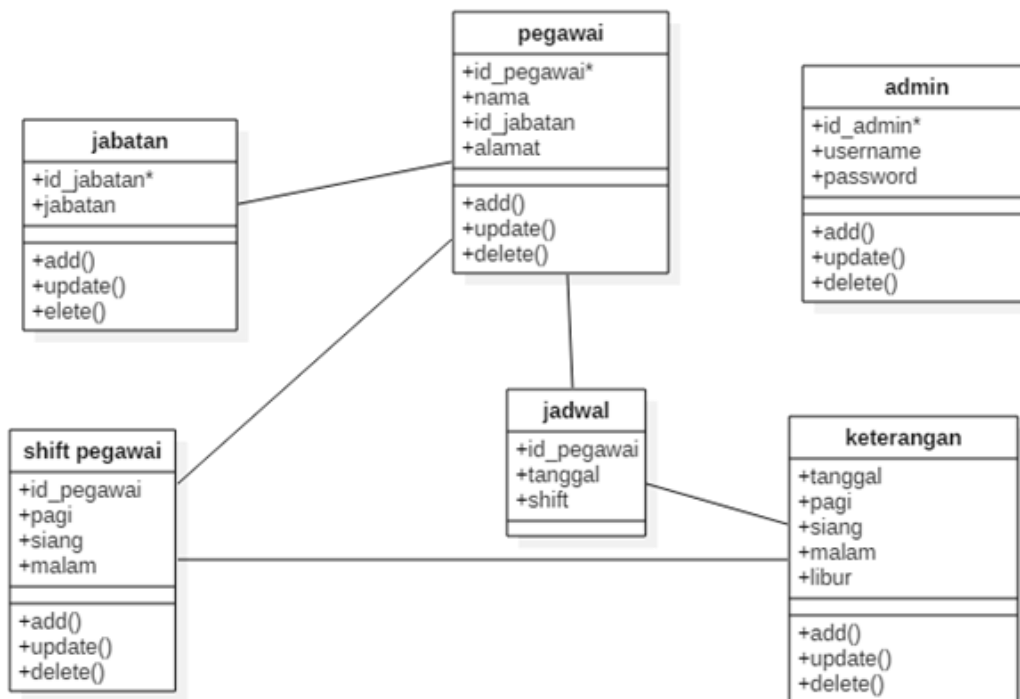 pegawai
+id_pegawai*
+nama
+id_jabatan
+alamat
+add()
+update()
+delete()
admin
+id_admin*
+username
+password
+add()
+update()
+delete()
jabatan
+id_jabatan*
+jabatan
+add()
+update()
+elete()
jadwal
+id_pegawai
+tanggal
+shift
keterangan
+tanggal
+pagi
+siang
+malam
+libur
+add()
+update()
+delete()
shift pegawai
+id_pegawai
+pagi
+siang
+malam
+add()
+update()
+delete()